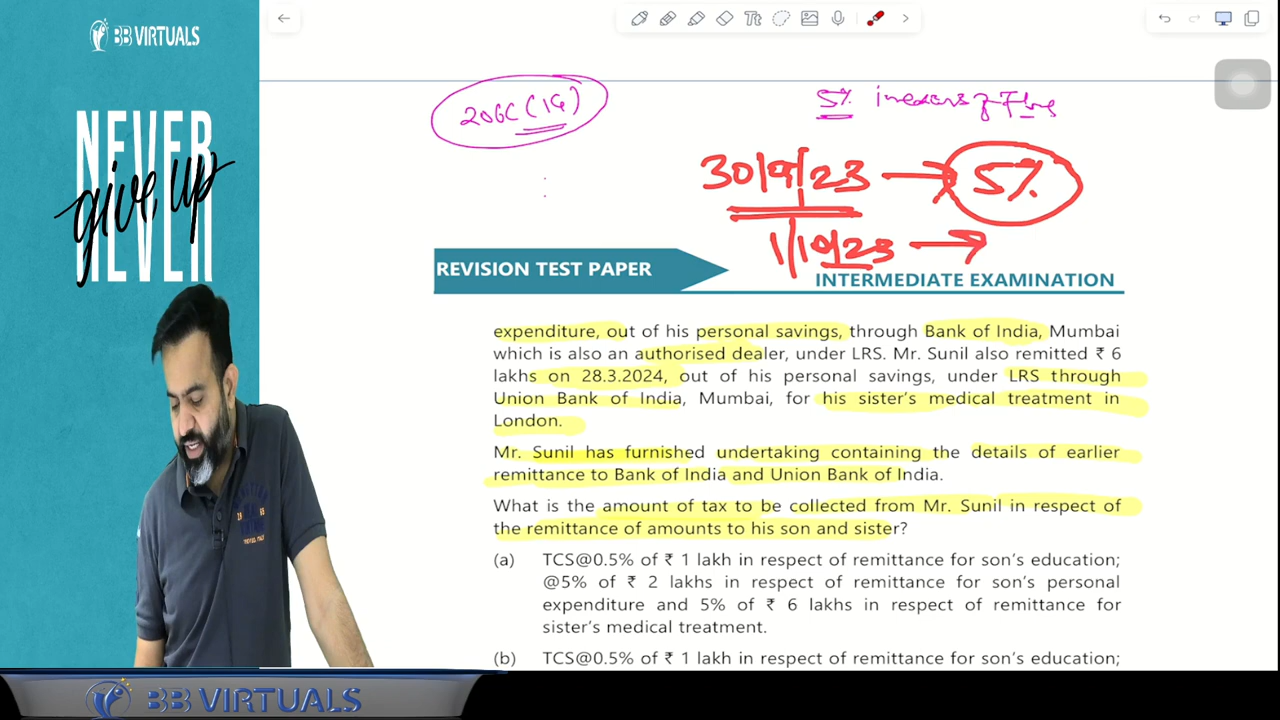 BB VIRTUALS
NEVER
give up
NEVER
206C (1G)
5% in excess of 7 lacs
30/9/23 → 5%
1/10/23 →
REVISION TEST PAPER
INTERMEDIATE EXAMINATION
expenditure, out of his personal savings, through Bank of India, Mumbai
which is also an authorised dealer, under LRS. Mr. Sunil also remitted ₹ 6
lakhs on 28.3.2024, out of his personal savings, under LRS through
Union Bank of India, Mumbai, for his sister's medical treatment in
London.
Mr. Sunil has furnished undertaking containing the details of earlier
remittance to Bank of India and Union Bank of India.
What is the amount of tax to be collected from Mr. Sunil in respect of
the remittance of amounts to his son and sister?
(a) TCS@0.5% of ₹ 1 lakh in respect of remittance for son's education;
@5% of ₹ 2 lakhs in respect of remittance for son's personal
expenditure and 5% of ₹ 6 lakhs in respect of remittance for
sister's medical treatment.
(b) TCS@0.5% of ₹ 1 lakh in respect of remittance for son's education;
BB VIRTUALS